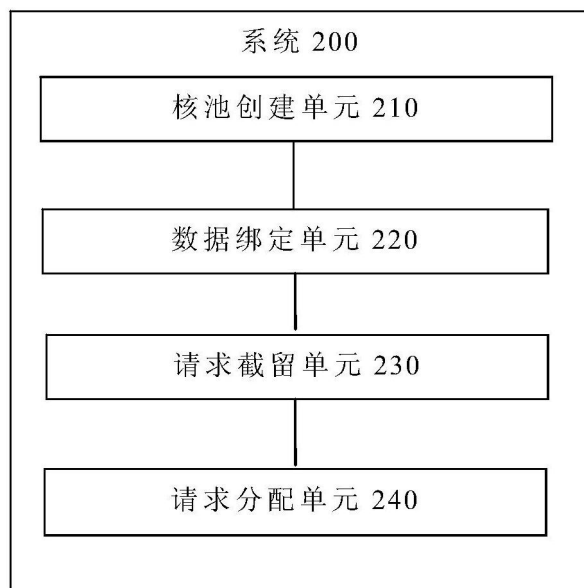 系统 200
核池创建单元 210
数据绑定单元 220
请求截留单元 230
请求分配单元 240